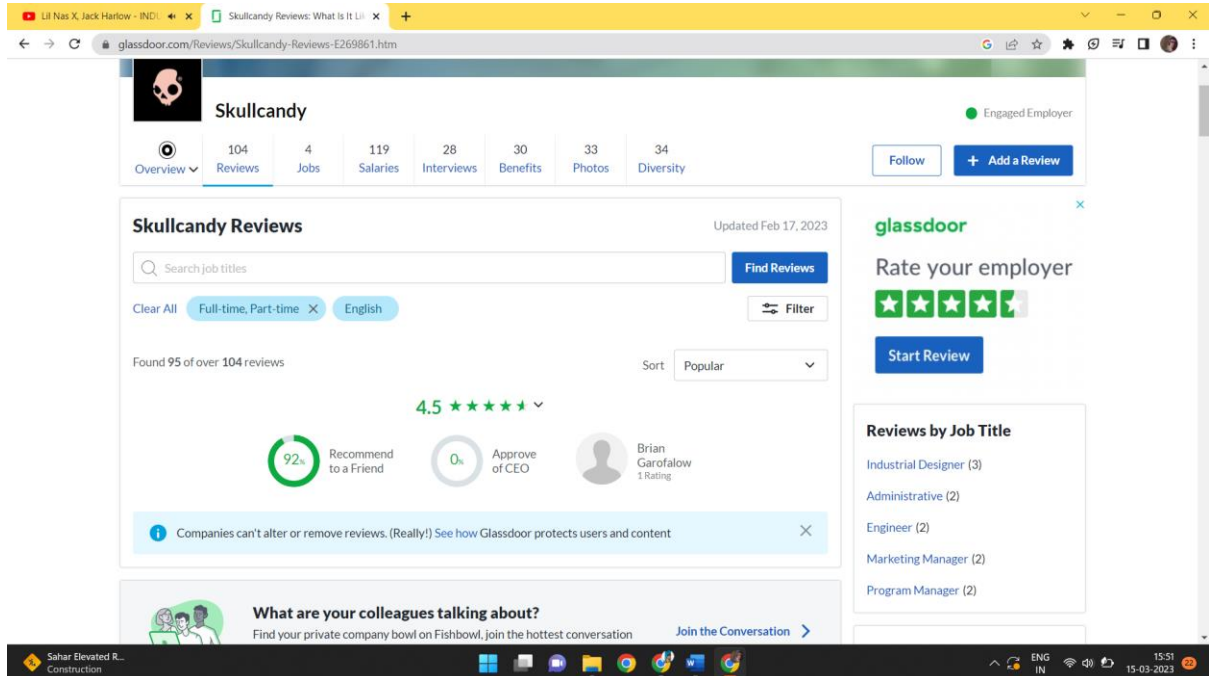 Lil Nas X, Jack Harlow - INDU
Skullcandy Reviews: What Is It Lik
glassdoor.com/Reviews/Skullcandy-Reviews-E269861.htm
Skullcandy
Engaged Employer
Overview
104
Reviews
4
Jobs
119
Salaries
28
Interviews
30
Benefits
33
Photos
34
Diversity
Follow
+ Add a Review
Skullcandy Reviews
Updated Feb 17, 2023
Search job titles
Find Reviews
Clear All
Full-time, Part-time
English
Filter
Found 95 of over 104 reviews
Sort
Popular
4.5
92%
Recommend
to a Friend
0%
Approve
of CEO
Brian
Garofalow
1 Rating
Companies can't alter or remove reviews. (Really!) See how Glassdoor protects users and content
What are your colleagues talking about?
Find your private company bowl on Fishbowl, join the hottest conversation
Join the Conversation
glassdoor
Rate your employer
Start Review
Reviews by Job Title
Industrial Designer (3)
Administrative (2)
Engineer (2)
Marketing Manager (2)
Program Manager (2)
Sahar Elevated R...
Construction
ENG
IN
15:51
15-03-2023
22